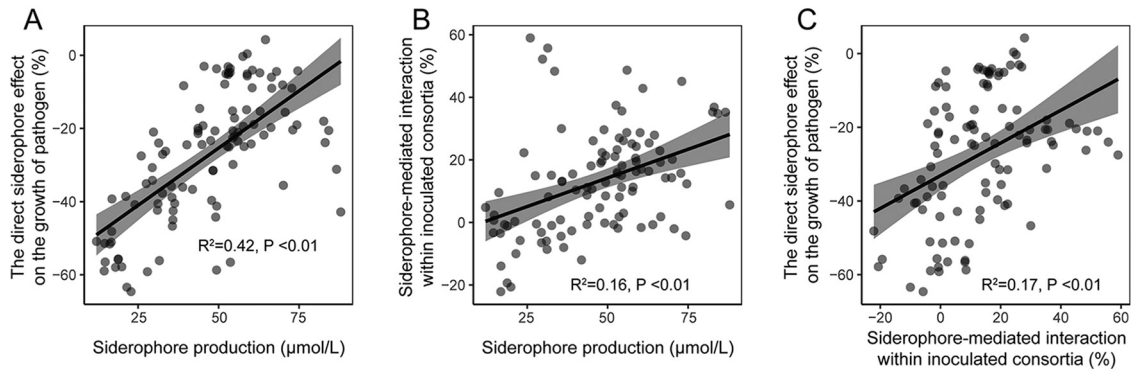 A
The direct siderophore effect
on the growth of pathogen (%)
0
−20
−40
−60
25
50
75
R²=0.42, P <0.01
Siderophore production (μmol/L)
B
Siderophore-mediated interaction
within inoculated consortia (%)
60
40
20
0
−20
25
50
75
R²=0.16, P <0.01
Siderophore production (μmol/L)
C
The direct siderophore effect
on the growth of pathogen (%)
0
−20
−40
−60
−20
0
20
40
60
R²=0.17, P <0.01
Siderophore-mediated interaction
within inoculated consortia (%)